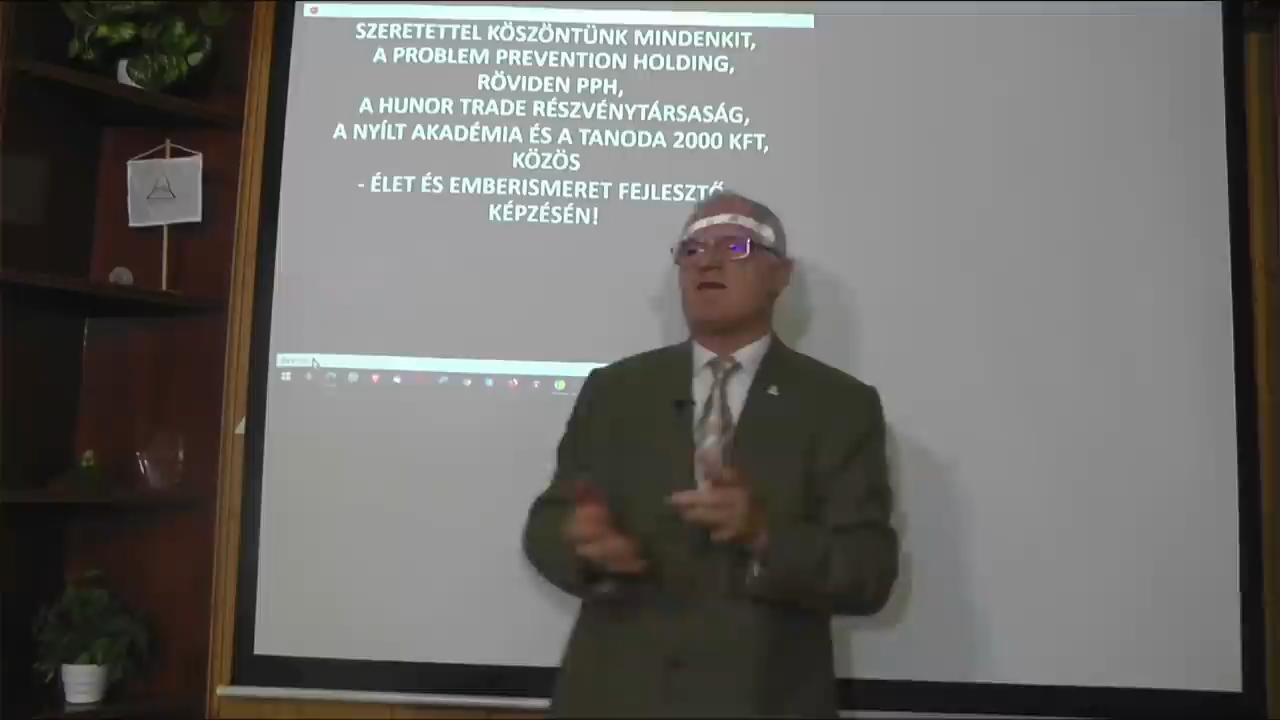 SZERETETTEL KÖSZÖNTÜNK MINDENKIT,
A PROBLEM PREVENTION HOLDING,
RÖVIDEN PPH,
A HUNOR TRADE RÉSZVÉNYTÁRSASÁG,
A NYÍLT AKADÉMIA ÉS A TANODA 2000 KFT,
KÖZÖS
- ÉLET ÉS EMBERISMERET FEJLESZTŐ
KÉPZÉSÉN!